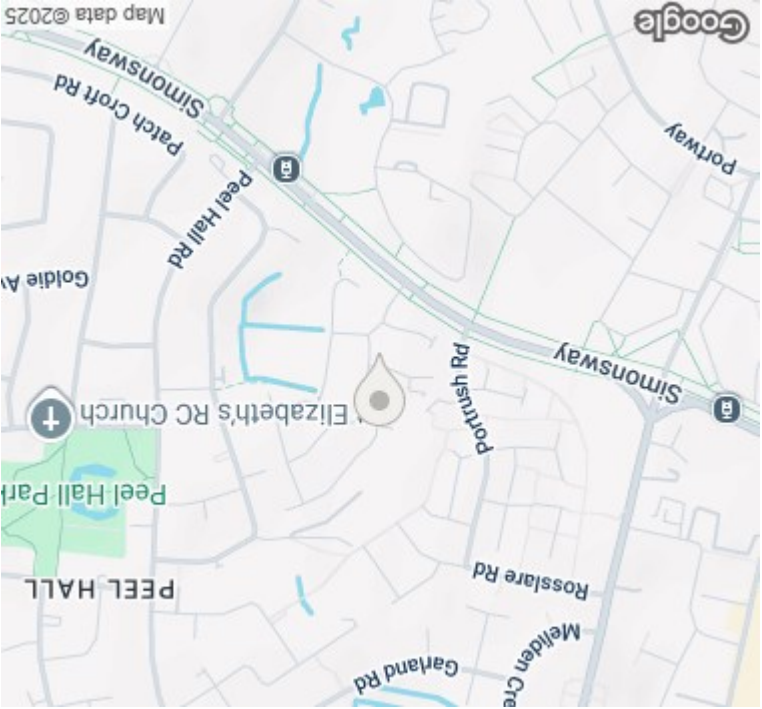 Garland Rd
Meliden Cre
Rosslare Rd
PEEL HALL
Peel Hall Park
Elizabeth's RC Church
Portrush Rd
Simonsway
Goldie Av
Peel Hall Rd
Portway
Patch Croft Rd
Simonsway
Google
Map data ©2025